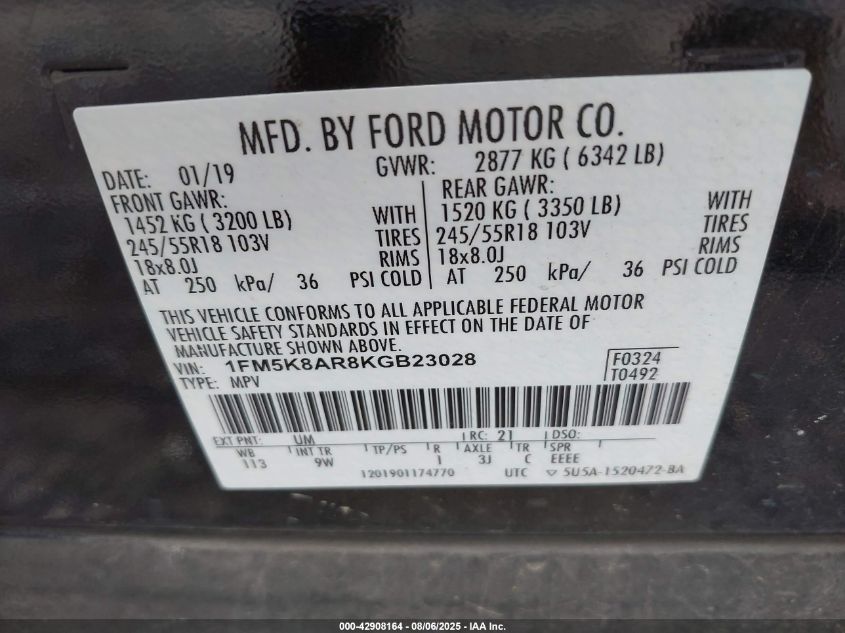 MFD. BY FORD MOTOR CO.
DATE: 01/19 GVWR: 2877 KG ( 6342 LB)
FRONT GAWR: REAR GAWR:
1452 KG ( 3200 LB) WITH 1520 KG ( 3350 LB) WITH
245/55R18 103V TIRES 245/55R18 103V TIRES
18x8.0J RIMS 18x8.0J RIMS
AT 250 kPa/ 36 PSI COLD AT 250 kPa/ 36 PSI COLD
THIS VEHICLE CONFORMS TO ALL APPLICABLE FEDERAL MOTOR
VEHICLE SAFETY STANDARDS IN EFFECT ON THE DATE OF
MANUFACTURE SHOWN ABOVE.
VIN: 1FM5K8AR8KGB23028 F0324
TYPE: MPV T0492
EXT PNT: UM RC: 21 DSO:
WB INT TR TP/PS R AXLE TR SPR
113 9W 1 3J C EEEE
1201901174770 UTC ▽ 5U5A-1520472-BA
000-42908164 - 08/06/2025 - IAA Inc.